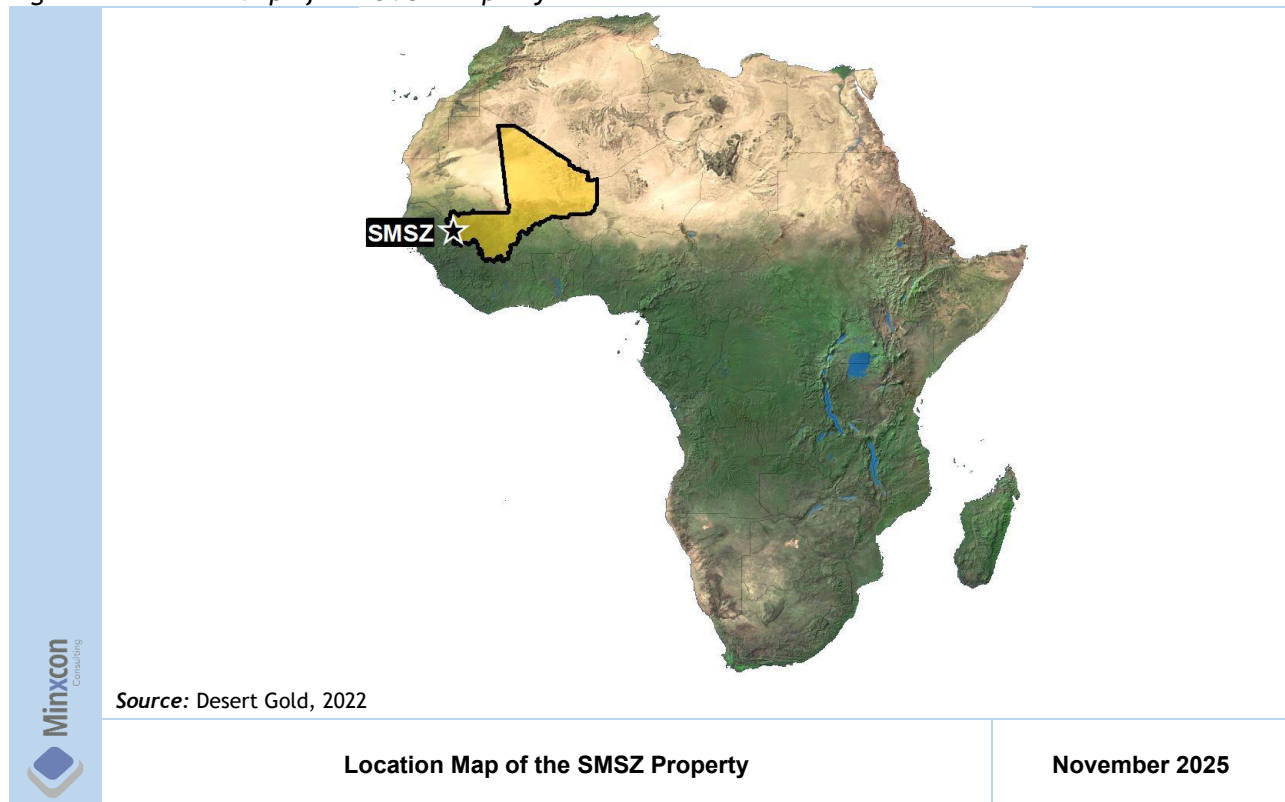 SMSZ
Source: Desert Gold, 2022
Minxcon
Consulting
Location Map of the SMSZ Property
November 2025